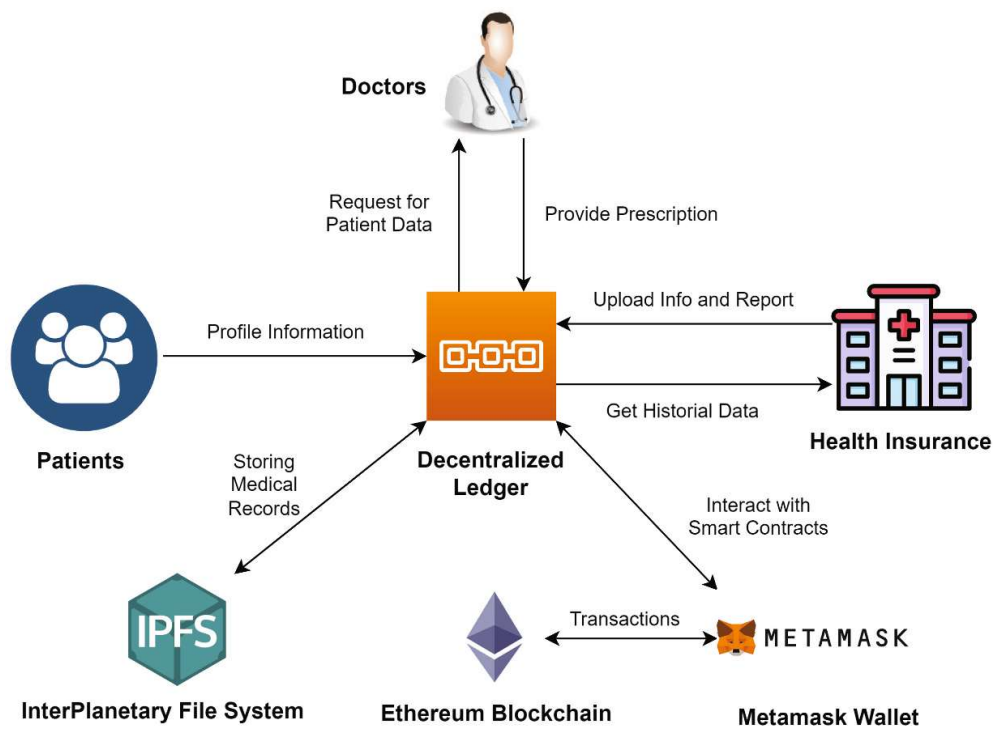 Doctors
Request for
Patient Data
Provide Prescription
Upload Info and Report
Profile Information
Get Historial Data
Patients
Decentralized
Ledger
Health Insurance
Storing
Medical
Records
Interact with
Smart Contracts
IPFS
Transactions
METAMASK
InterPlanetary File System
Ethereum Blockchain
Metamask Wallet